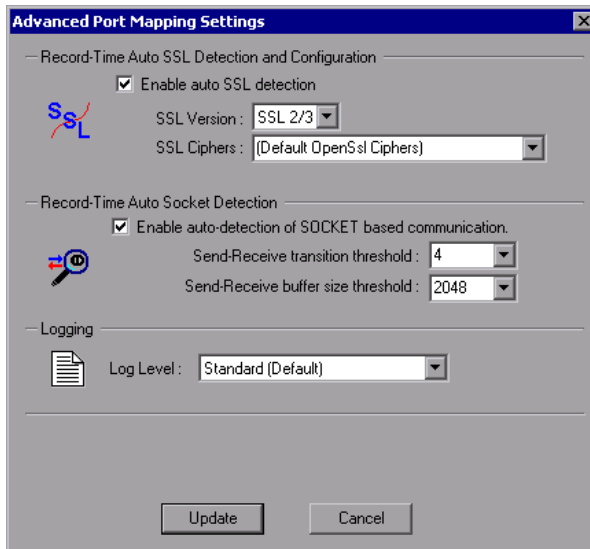 Advanced Port Mapping Settings
Record-Time Auto SSL Detection and Configuration
Enable auto SSL detection
SSL
SSL Version : SSL 2/3
SSL Ciphers : (Default OpenSsl Ciphers)
Record-Time Auto Socket Detection
Enable auto-detection of SOCKET based communication.
Send-Receive transition threshold : 4
Send-Receive buffer size threshold : 2048
Logging
Log Level : Standard (Default)
Update Cancel